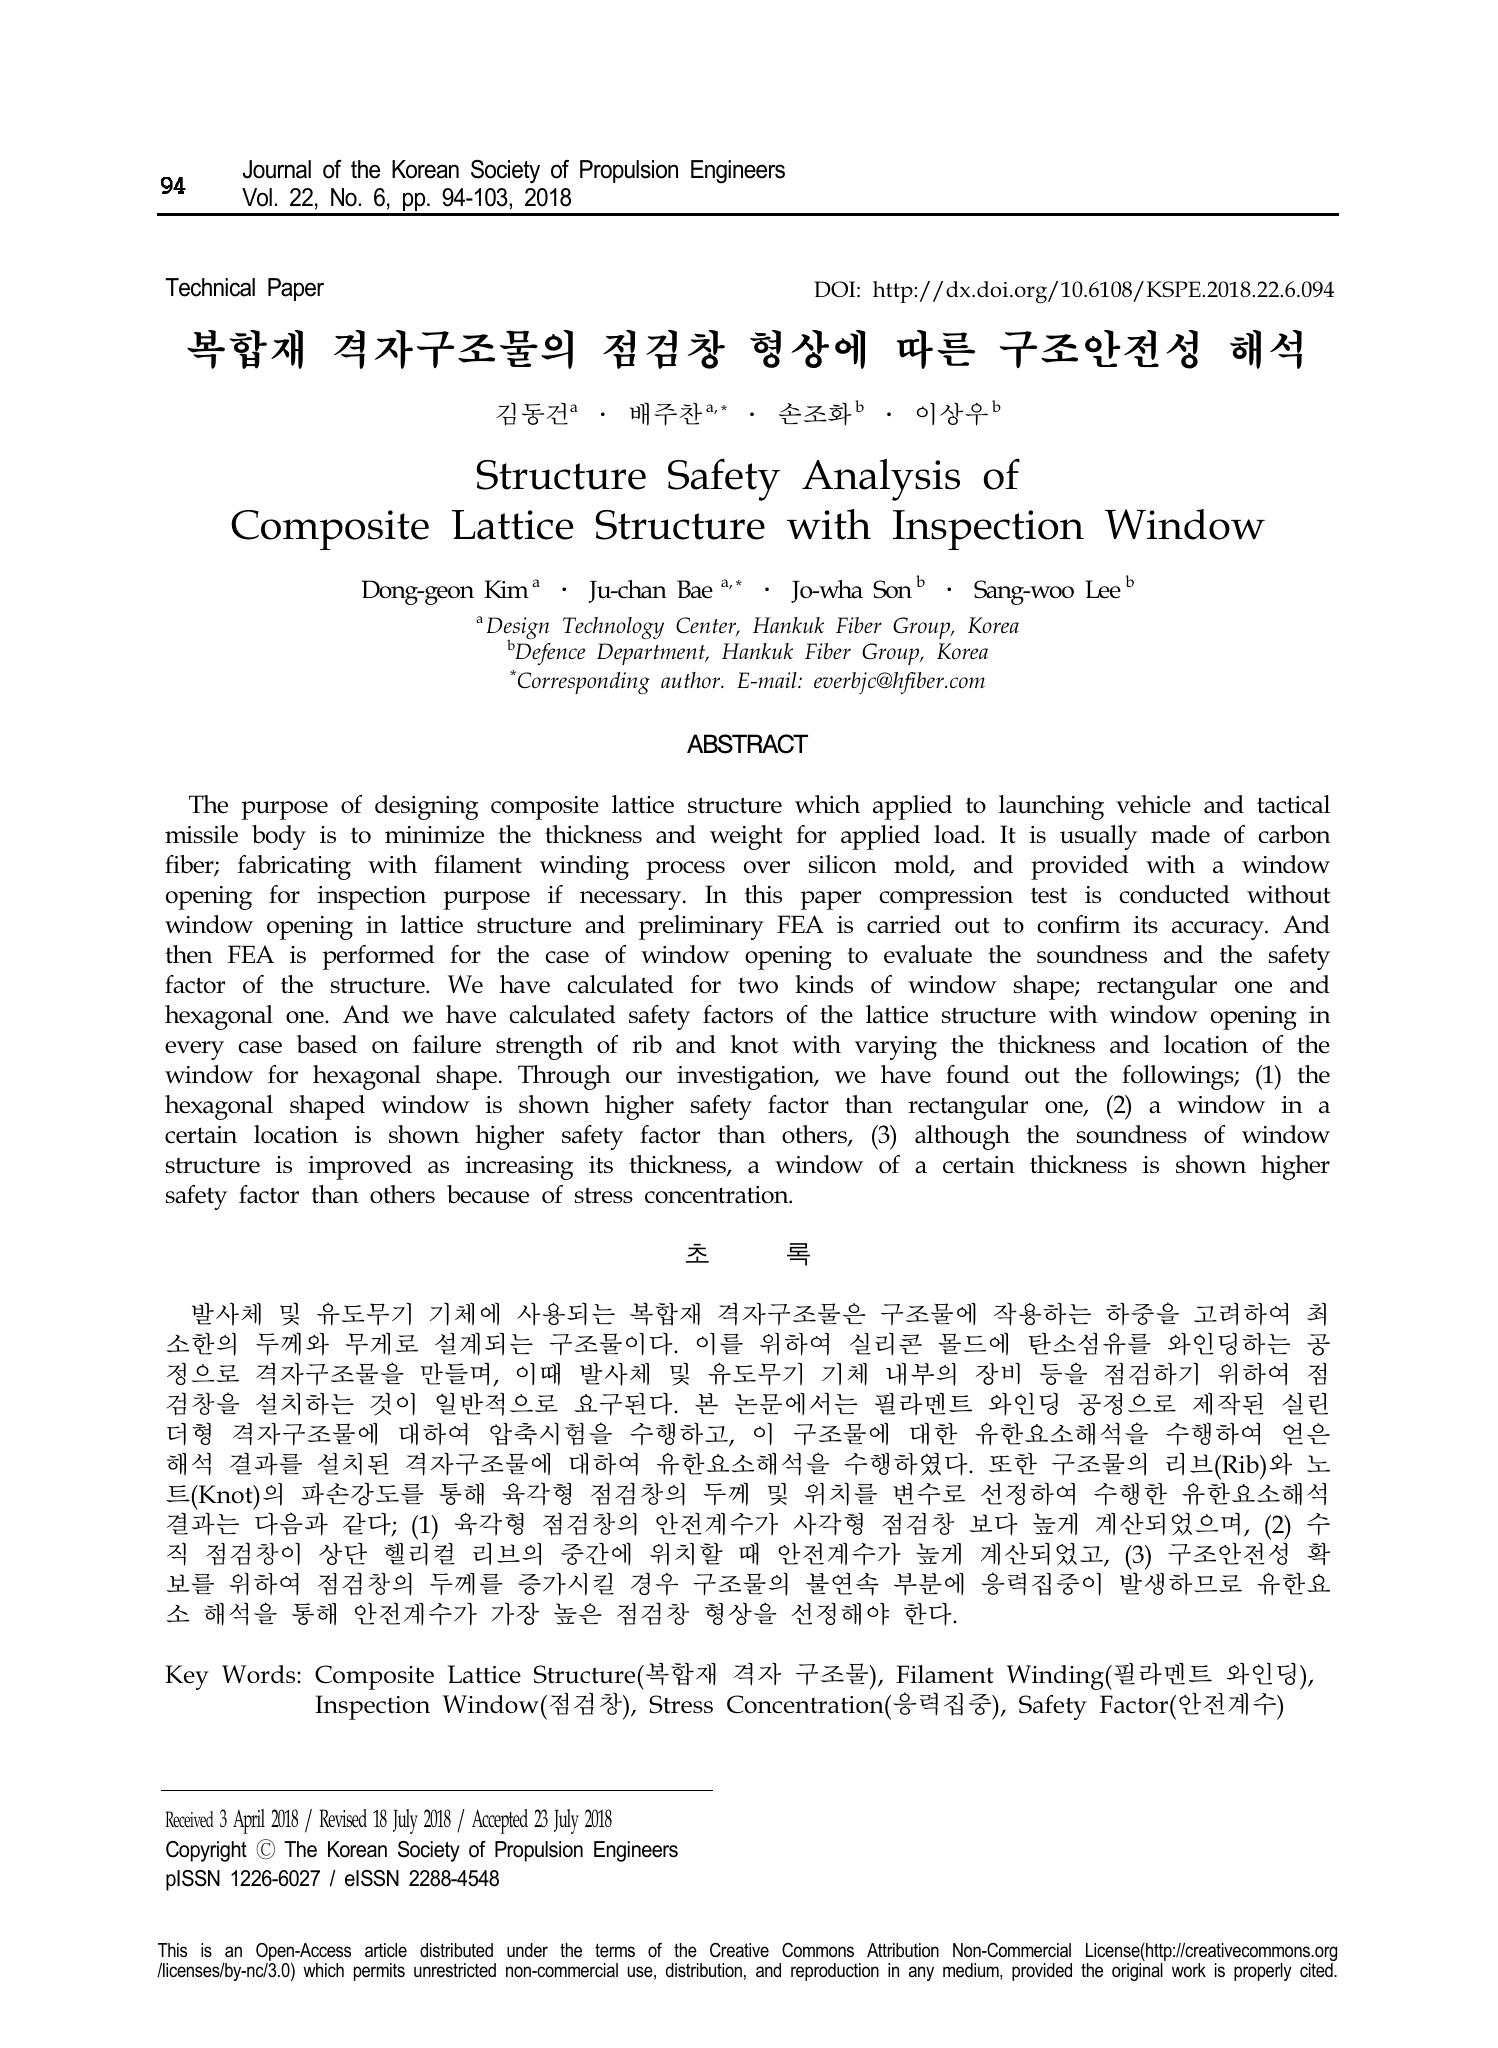 94
Journal of the Korean Society of Propulsion Engineers
Vol. 22, No. 6, pp. 94-103, 2018
Technical Paper
DOI: http://dx.doi.org/10.6108/KSPE.2018.22.6.094
복합재 격자구조물의 점검창 형상에 따른 구조안전성 해석
김동건a · 배주찬a,* · 손조화b · 이상우b
Structure Safety Analysis of
Composite Lattice Structure with Inspection Window
Dong-geon Kim a · Ju-chan Bae a,* · Jo-wha Son b · Sang-woo Lee b
a Design Technology Center, Hankuk Fiber Group, Korea
bDefence Department, Hankuk Fiber Group, Korea
*Corresponding author. E-mail: everbjc@hfiber.com
ABSTRACT
The purpose of designing composite lattice structure which applied to launching vehicle and tactical
missile body is to minimize the thickness and weight for applied load. It is usually made of carbon
fiber; fabricating with filament winding process over silicon mold, and provided with a window
opening for inspection purpose if necessary. In this paper compression test is conducted without
window opening in lattice structure and preliminary FEA is carried out to confirm its accuracy. And
then FEA is performed for the case of window opening to evaluate the soundness and the safety
factor of the structure. We have calculated for two kinds of window shape; rectangular one and
hexagonal one. And we have calculated safety factors of the lattice structure with window opening in
every case based on failure strength of rib and knot with varying the thickness and location of the
window for hexagonal shape. Through our investigation, we have found out the followings; (1) the
hexagonal shaped window is shown higher safety factor than rectangular one, (2) a window in a
certain location is shown higher safety factor than others, (3) although the soundness of window
structure is improved as increasing its thickness, a window of a certain thickness is shown higher
safety factor than others because of stress concentration.
초 록
발사체 및 유도무기 기체에 사용되는 복합재 격자구조물은 구조물에 작용하는 하중을 고려하여 최
소한의 두께와 무게로 설계되는 구조물이다. 이를 위하여 실리콘 몰드에 탄소섬유를 와인딩하는 공
정으로 격자구조물을 만들며, 이때 발사체 및 유도무기 기체 내부의 장비 등을 점검하기 위하여 점
검창을 설치하는 것이 일반적으로 요구된다. 본 논문에서는 필라멘트 와인딩 공정으로 제작된 실린
더형 격자구조물에 대하여 압축시험을 수행하고, 이 구조물에 대한 유한요소해석을 수행하여 얻은
해석 결과를 설치된 격자구조물에 대하여 유한요소해석을 수행하였다. 또한 구조물의 리브(Rib)와 노
트(Knot)의 파손강도를 통해 육각형 점검창의 두께 및 위치를 변수로 선정하여 수행한 유한요소해석
결과는 다음과 같다; (1) 육각형 점검창의 안전계수가 사각형 점검창 보다 높게 계산되었으며, (2) 수
직 점검창이 상단 헬리컬 리브의 중간에 위치할 때 안전계수가 높게 계산되었고, (3) 구조안전성 확
보를 위하여 점검창의 두께를 증가시킬 경우 구조물의 불연속 부분에 응력집중이 발생하므로 유한요
소 해석을 통해 안전계수가 가장 높은 점검창 형상을 선정해야 한다.
Key Words: Composite Lattice Structure(복합재 격자 구조물), Filament Winding(필라멘트 와인딩),
Inspection Window(점검창), Stress Concentration(응력집중), Safety Factor(안전계수)
Received 3 April 2018 / Revised 18 July 2018 / Accepted 23 July 2018
Copyright Ⓒ The Korean Society of Propulsion Engineers
pISSN 1226-6027 / eISSN 2288-4548
This is an Open-Access article distributed under the terms of the Creative Commons Attribution Non-Commercial License(http://creativecommons.org
/licenses/by-nc/3.0) which permits unrestricted non-commercial use, distribution, and reproduction in any medium, provided the original work is properly cited.